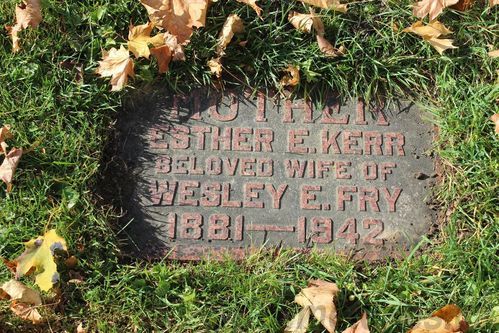 MOTHER
ESTHER E. KERR
BELOVED WIFE OF
WESLEY E. FRY
1881—1942